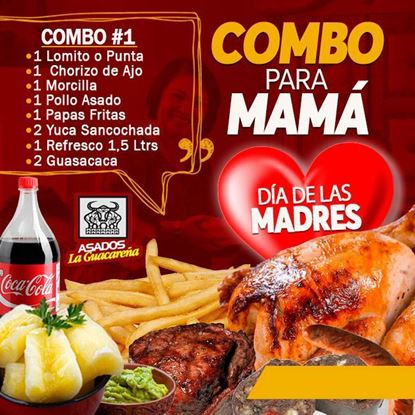 COMBO #1
• 1 Lomito o Punta
• 1 Chorizo de Ajo
• 1 Morcilla
• 1 Pollo Asado
• 1 Papas Fritas
• 2 Yuca Sancochada
• 1 Refresco 1,5 Ltrs
• 2 Guasacaca
COMBO
PARA
MAMÁ
DÍA DE LAS
MADRES
ASADOS
La Guacareña
Coca-Cola